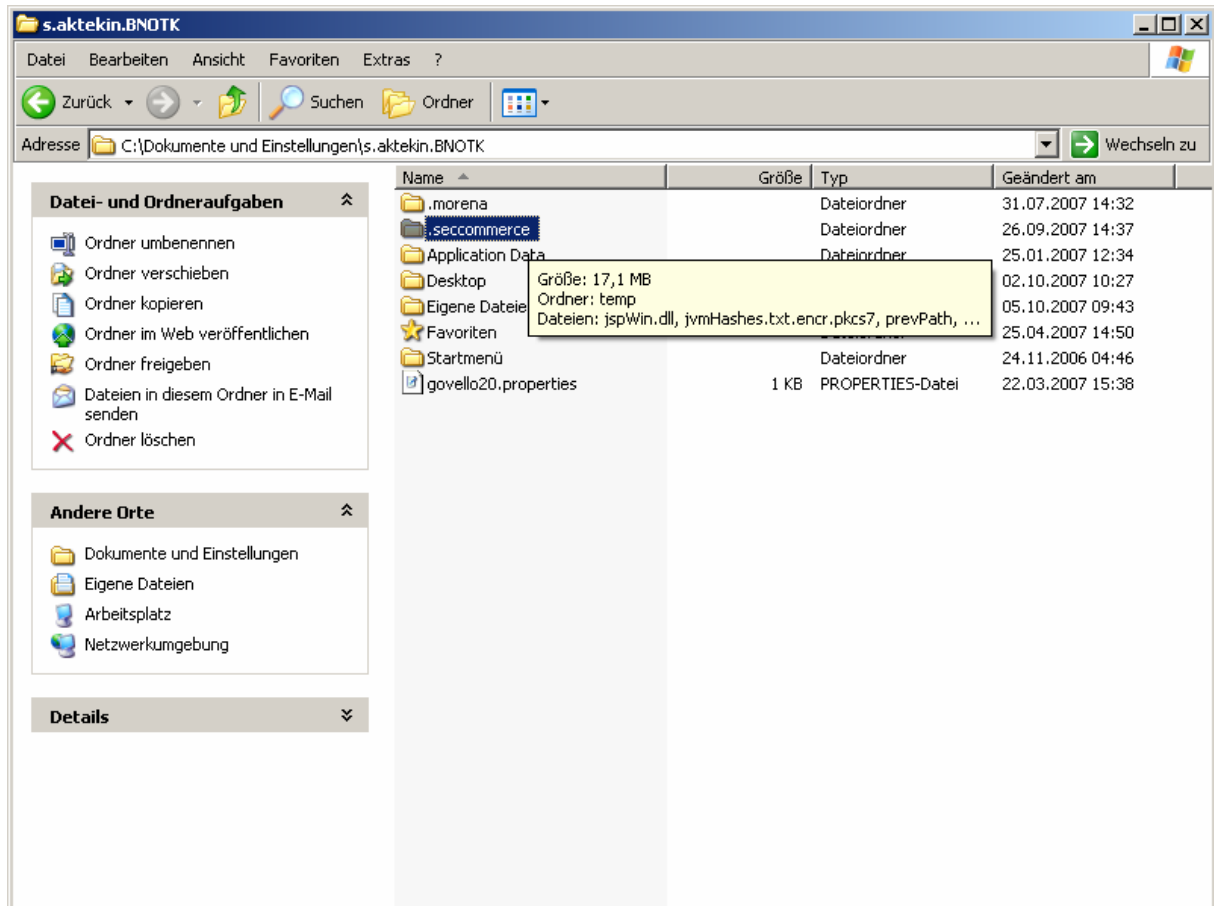 s.aktekin.BNOTK
Datei Bearbeiten Ansicht Favoriten Extras ?
Zurück Suchen Ordner
Adresse C:\Dokumente und Einstellungen\s.aktekin.BNOTK Wechseln zu
Datei- und Ordneraufgaben
Ordner umbenennen
Ordner verschieben
Ordner kopieren
Ordner im Web veröffentlichen
Ordner freigeben
Dateien in diesem Ordner in E-Mail
senden
Ordner löschen
Andere Orte
Dokumente und Einstellungen
Eigene Dateien
Arbeitsplatz
Netzwerkumgebung
Details
Name Größe Typ Geändert am
.morena Dateiordner 31.07.2007 14:32
.seccommerce Dateiordner 26.09.2007 14:37
Application Data Dateiordner 25.01.2007 12:34
Desktop 02.10.2007 10:27
Eigene Dateie 05.10.2007 09:43
Favoriten 25.04.2007 14:50
Startmenü Dateiordner 24.11.2006 04:46
govello20.properties 1 KB PROPERTIES-Datei 22.03.2007 15:38
Größe: 17,1 MB
Ordner: temp
Dateien: jspWin.dll, jvmHashes.txt.encr.pkcs7, prevPath, ...